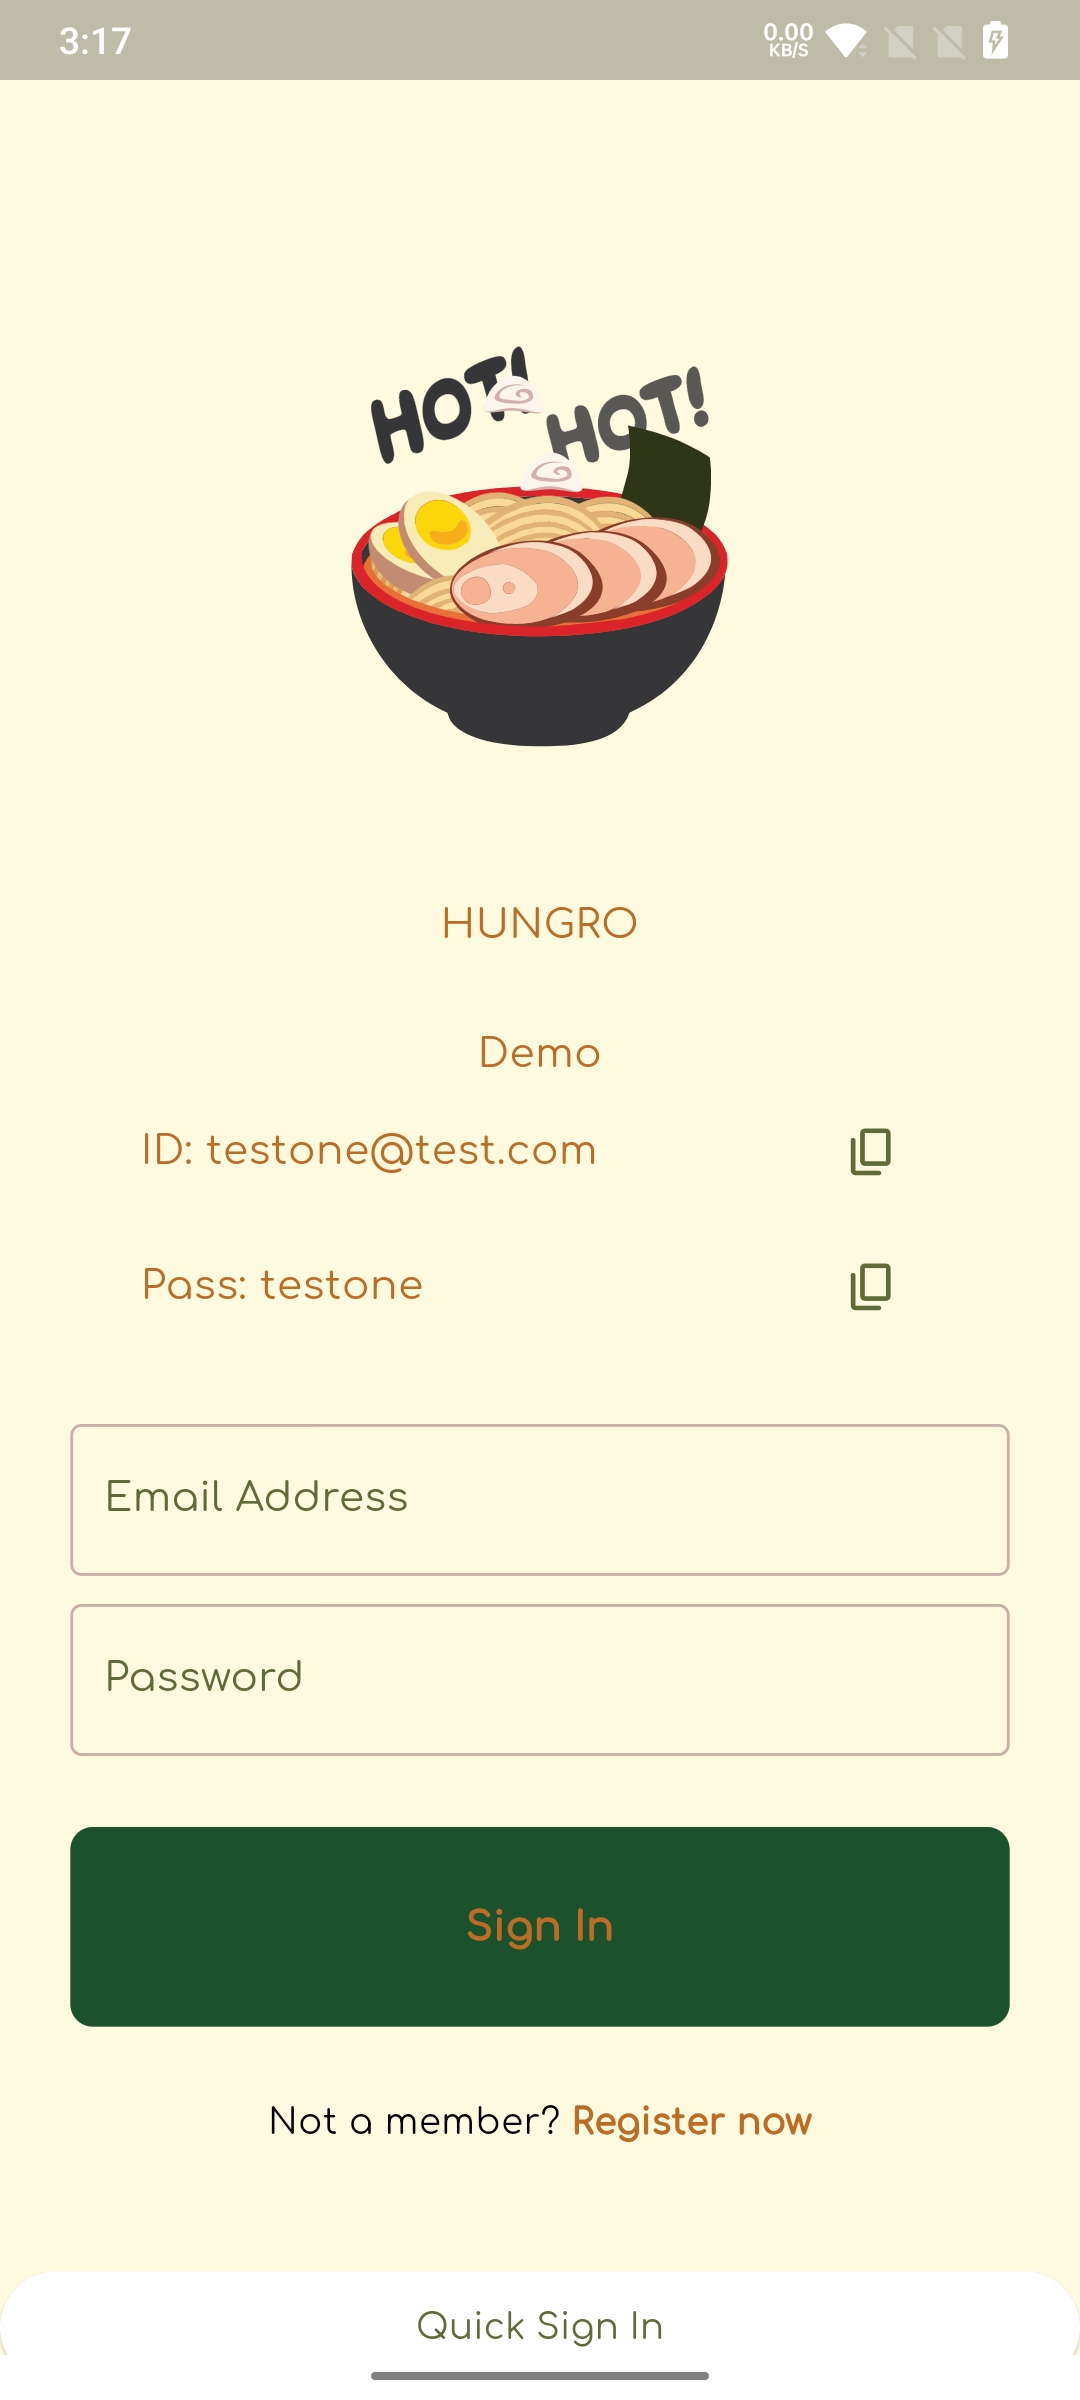 3:17
0.00
KB/S
HOT! HOT!
HUNGRO
Demo
ID: testone@test.com
Pass: testone
Email Address
Password
Sign In
Not a member? Register now
Quick Sign In